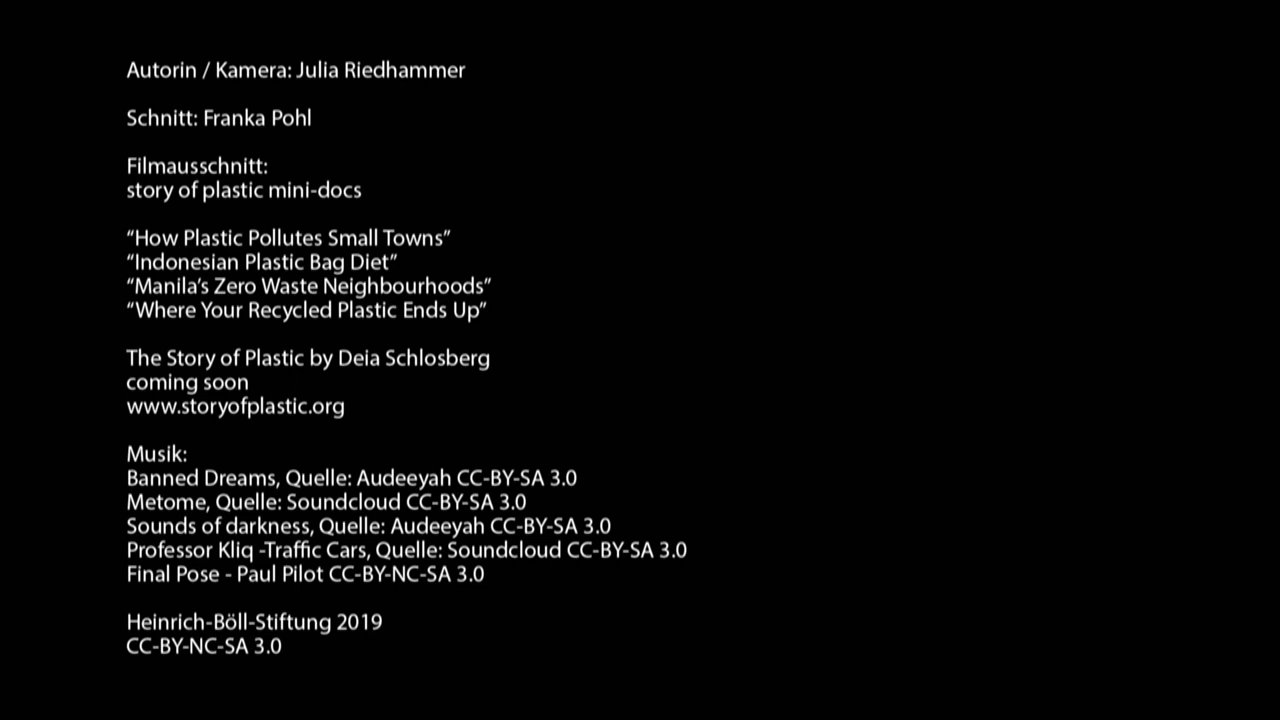 Autorin / Kamera: Julia Riedhammer
Schnitt: Franka Pohl
Filmausschnitt:
story of plastic mini-docs
“How Plastic Pollutes Small Towns”
“Indonesian Plastic Bag Diet”
“Manila’s Zero Waste Neighbourhoods”
“Where Your Recycled Plastic Ends Up”
The Story of Plastic by Deia Schlosberg
coming soon
www.storyofplastic.org
Musik:
Banned Dreams, Quelle: Audeeyah CC-BY-SA 3.0
Metome, Quelle: Soundcloud CC-BY-SA 3.0
Sounds of darkness, Quelle: Audeeyah CC-BY-SA 3.0
Professor Kliq -Traffic Cars, Quelle: Soundcloud CC-BY-SA 3.0
Final Pose - Paul Pilot CC-BY-NC-SA 3.0
Heinrich-Böll-Stiftung 2019
CC-BY-NC-SA 3.0